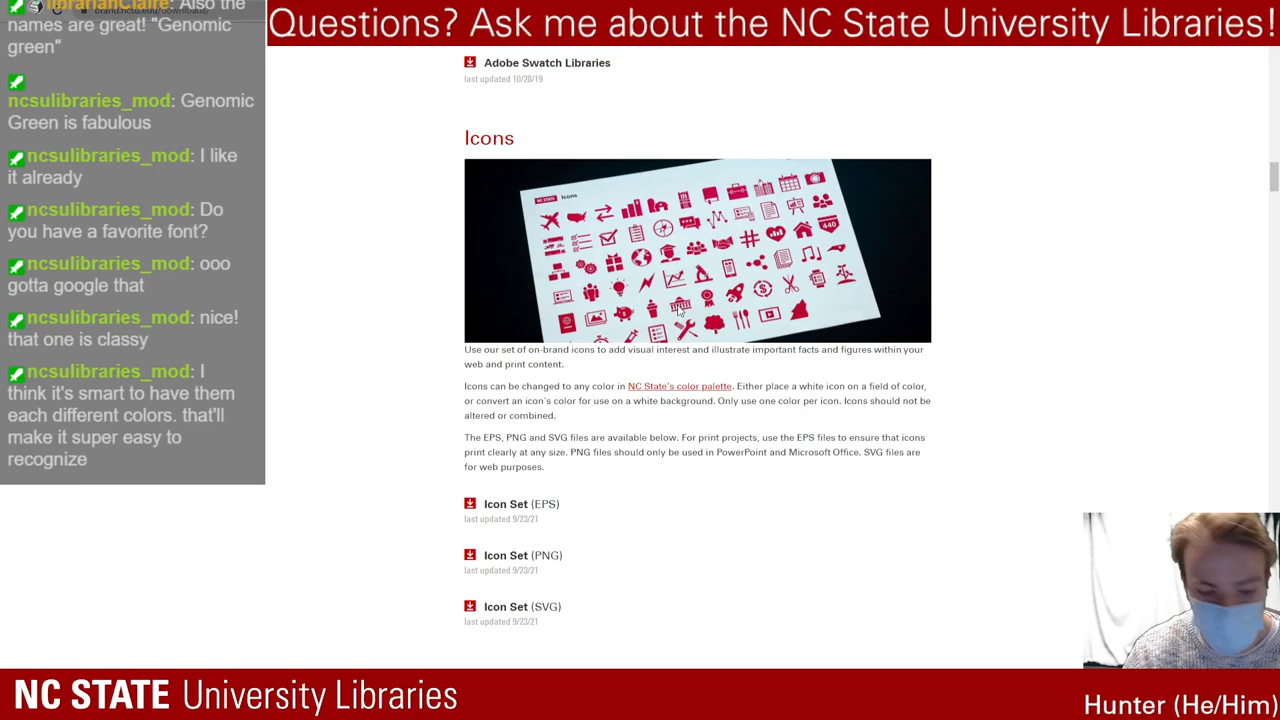 librarianClaire: Also the
names are great! "Genomic
green"
ncsulibraries_mod: Genomic
Green is fabulous
ncsulibraries_mod: I like
it already
ncsulibraries_mod: Do
you have a favorite font?
ncsulibraries_mod: ooo
gotta google that
ncsulibraries_mod: nice!
that one is classy
ncsulibraries_mod: I
think it's smart to have them
each different colors. that'll
make it super easy to
recognize
Questions? Ask me about the NC State University Libraries!
Adobe Swatch Libraries
last updated 10/28/19
Icons
NC STATE Icons
440
Use our set of on-brand icons to add visual interest and illustrate important facts and figures within your
web and print content.
Icons can be changed to any color in NC State's color palette. Either place a white icon on a field of color,
or convert an icon's color for use on a white background. Only use one color per icon. Icons should not be
altered or combined.
The EPS, PNG and SVG files are available below. For print projects, use the EPS files to ensure that icons
print clearly at any size. PNG files should only be used in PowerPoint and Microsoft Office. SVG files are
for web purposes.
Icon Set (EPS)
last updated 9/23/21
Icon Set (PNG)
last updated 9/23/21
Icon Set (SVG)
last updated 9/23/21
NC STATE University Libraries
Hunter (He/Him)